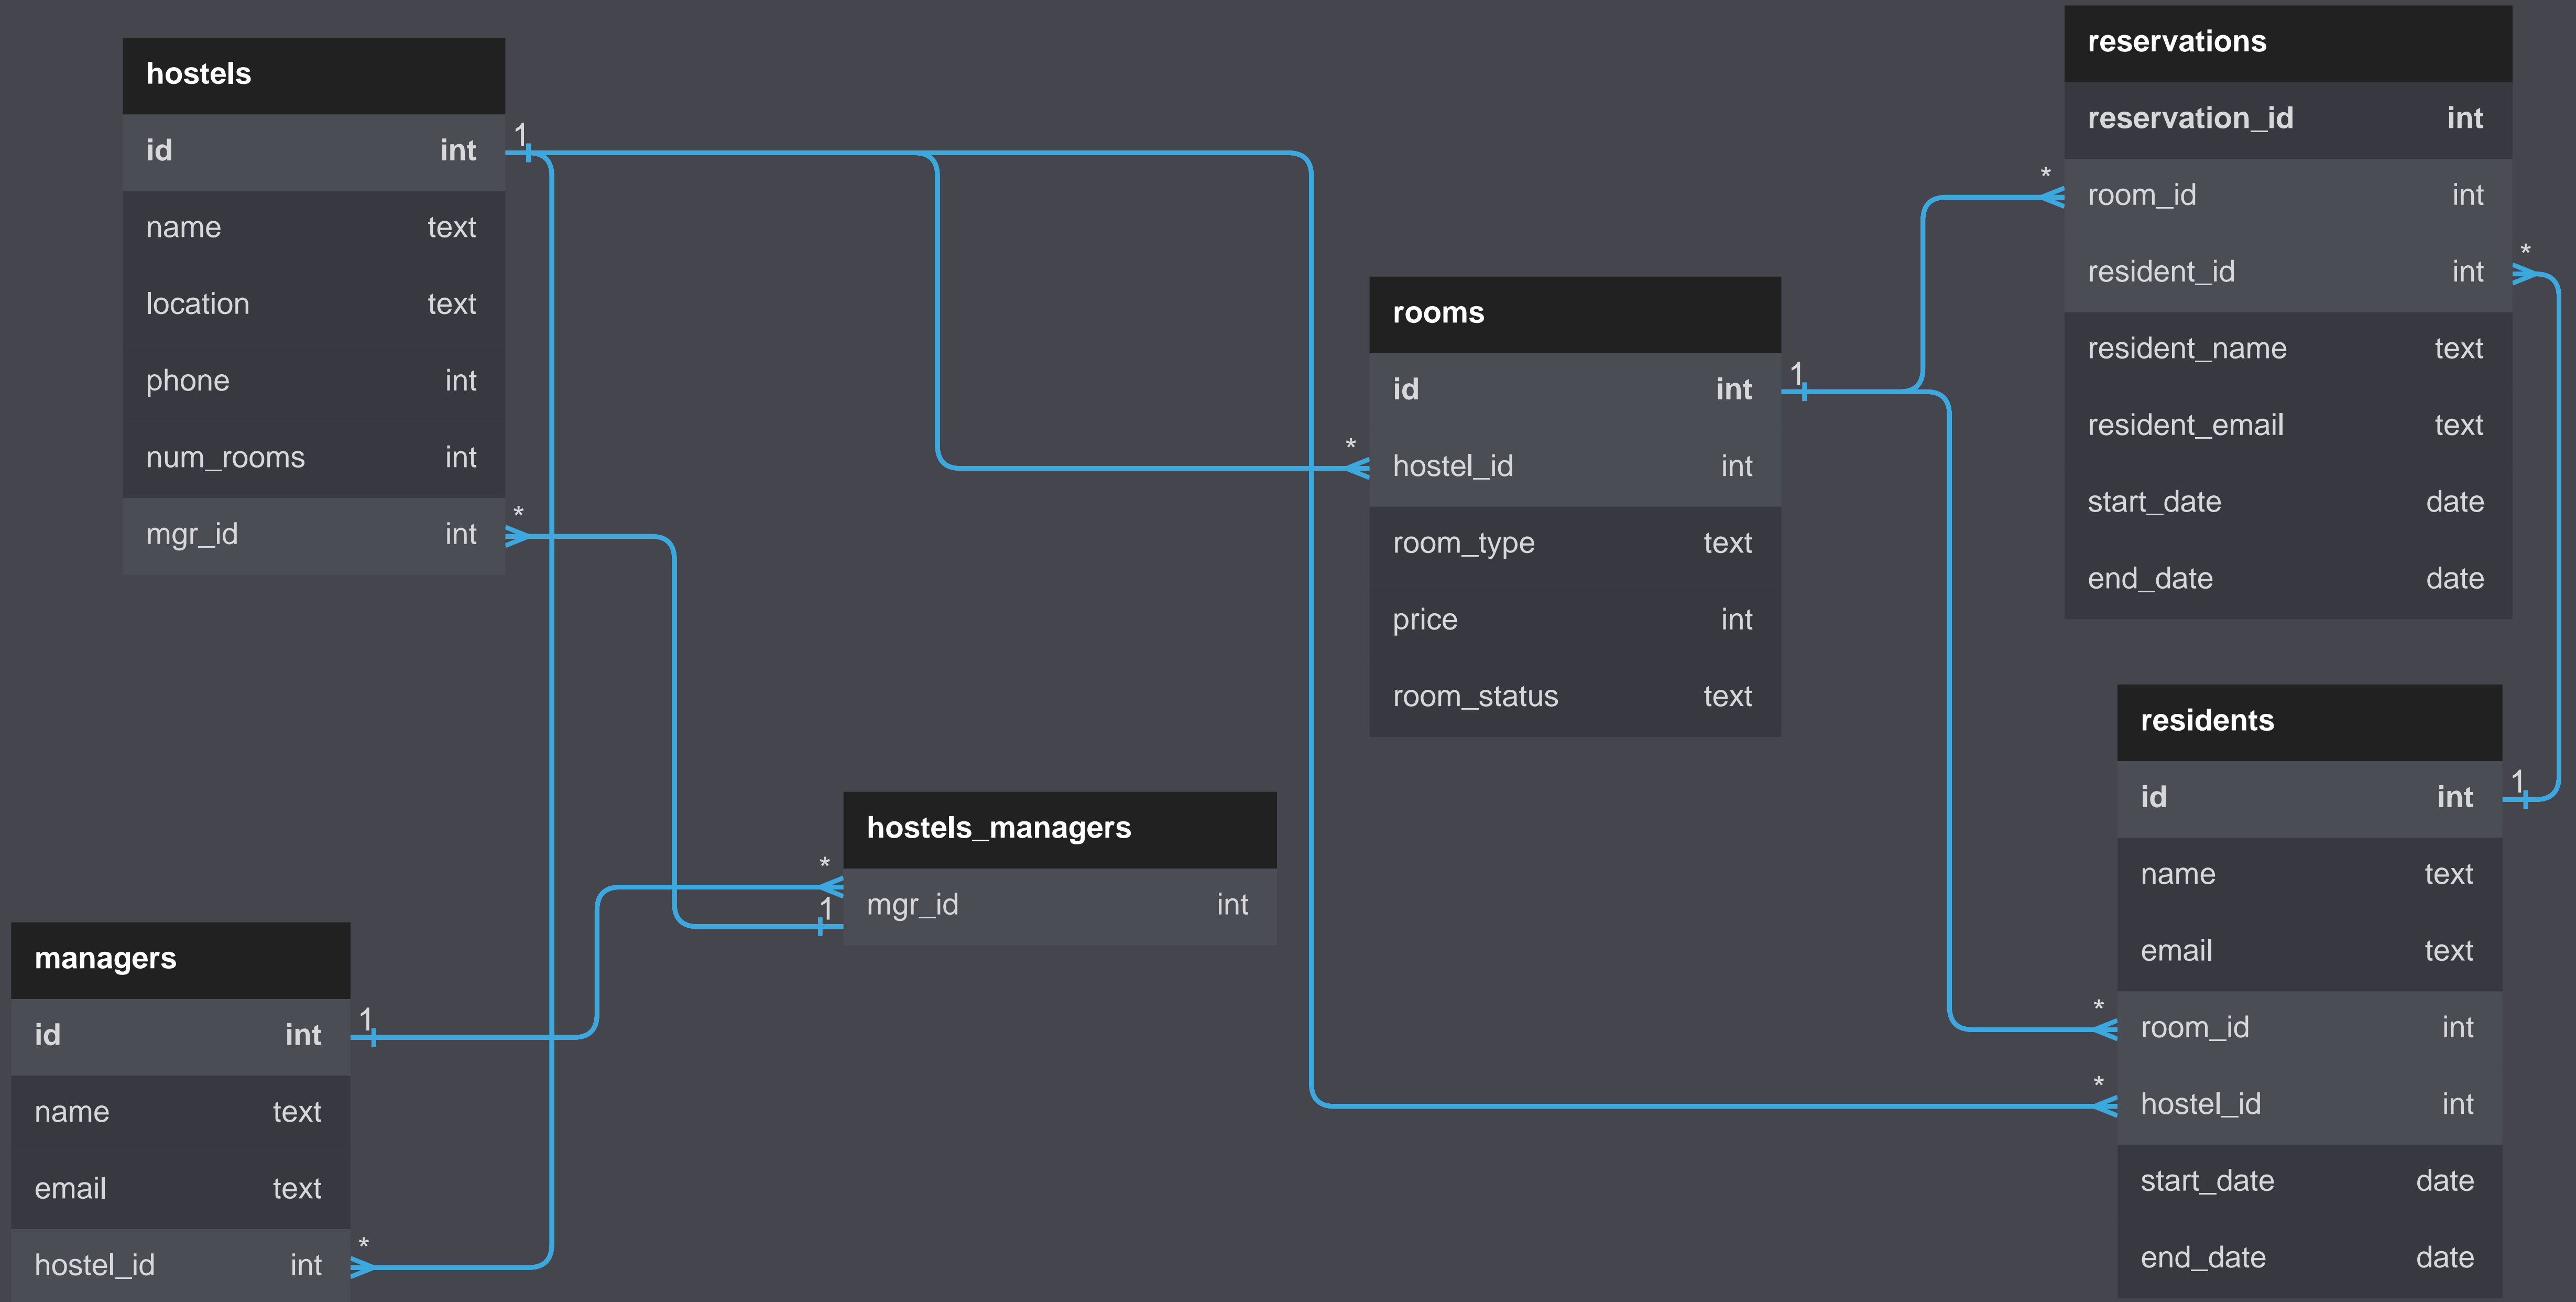 hostels
id int
name text
location text
phone int
num_rooms int
mgr_id int
1
*
managers
id int
name text
email text
hostel_id int
1
*
hostels_managers
mgr_id int
*
1
rooms
id int
hostel_id int
room_type text
price int
room_status text
1
*
reservations
reservation_id int
room_id int
resident_id int
resident_name text
resident_email text
start_date date
end_date date
*
*
residents
id int
name text
email text
room_id int
hostel_id int
start_date date
end_date date
1
*
*